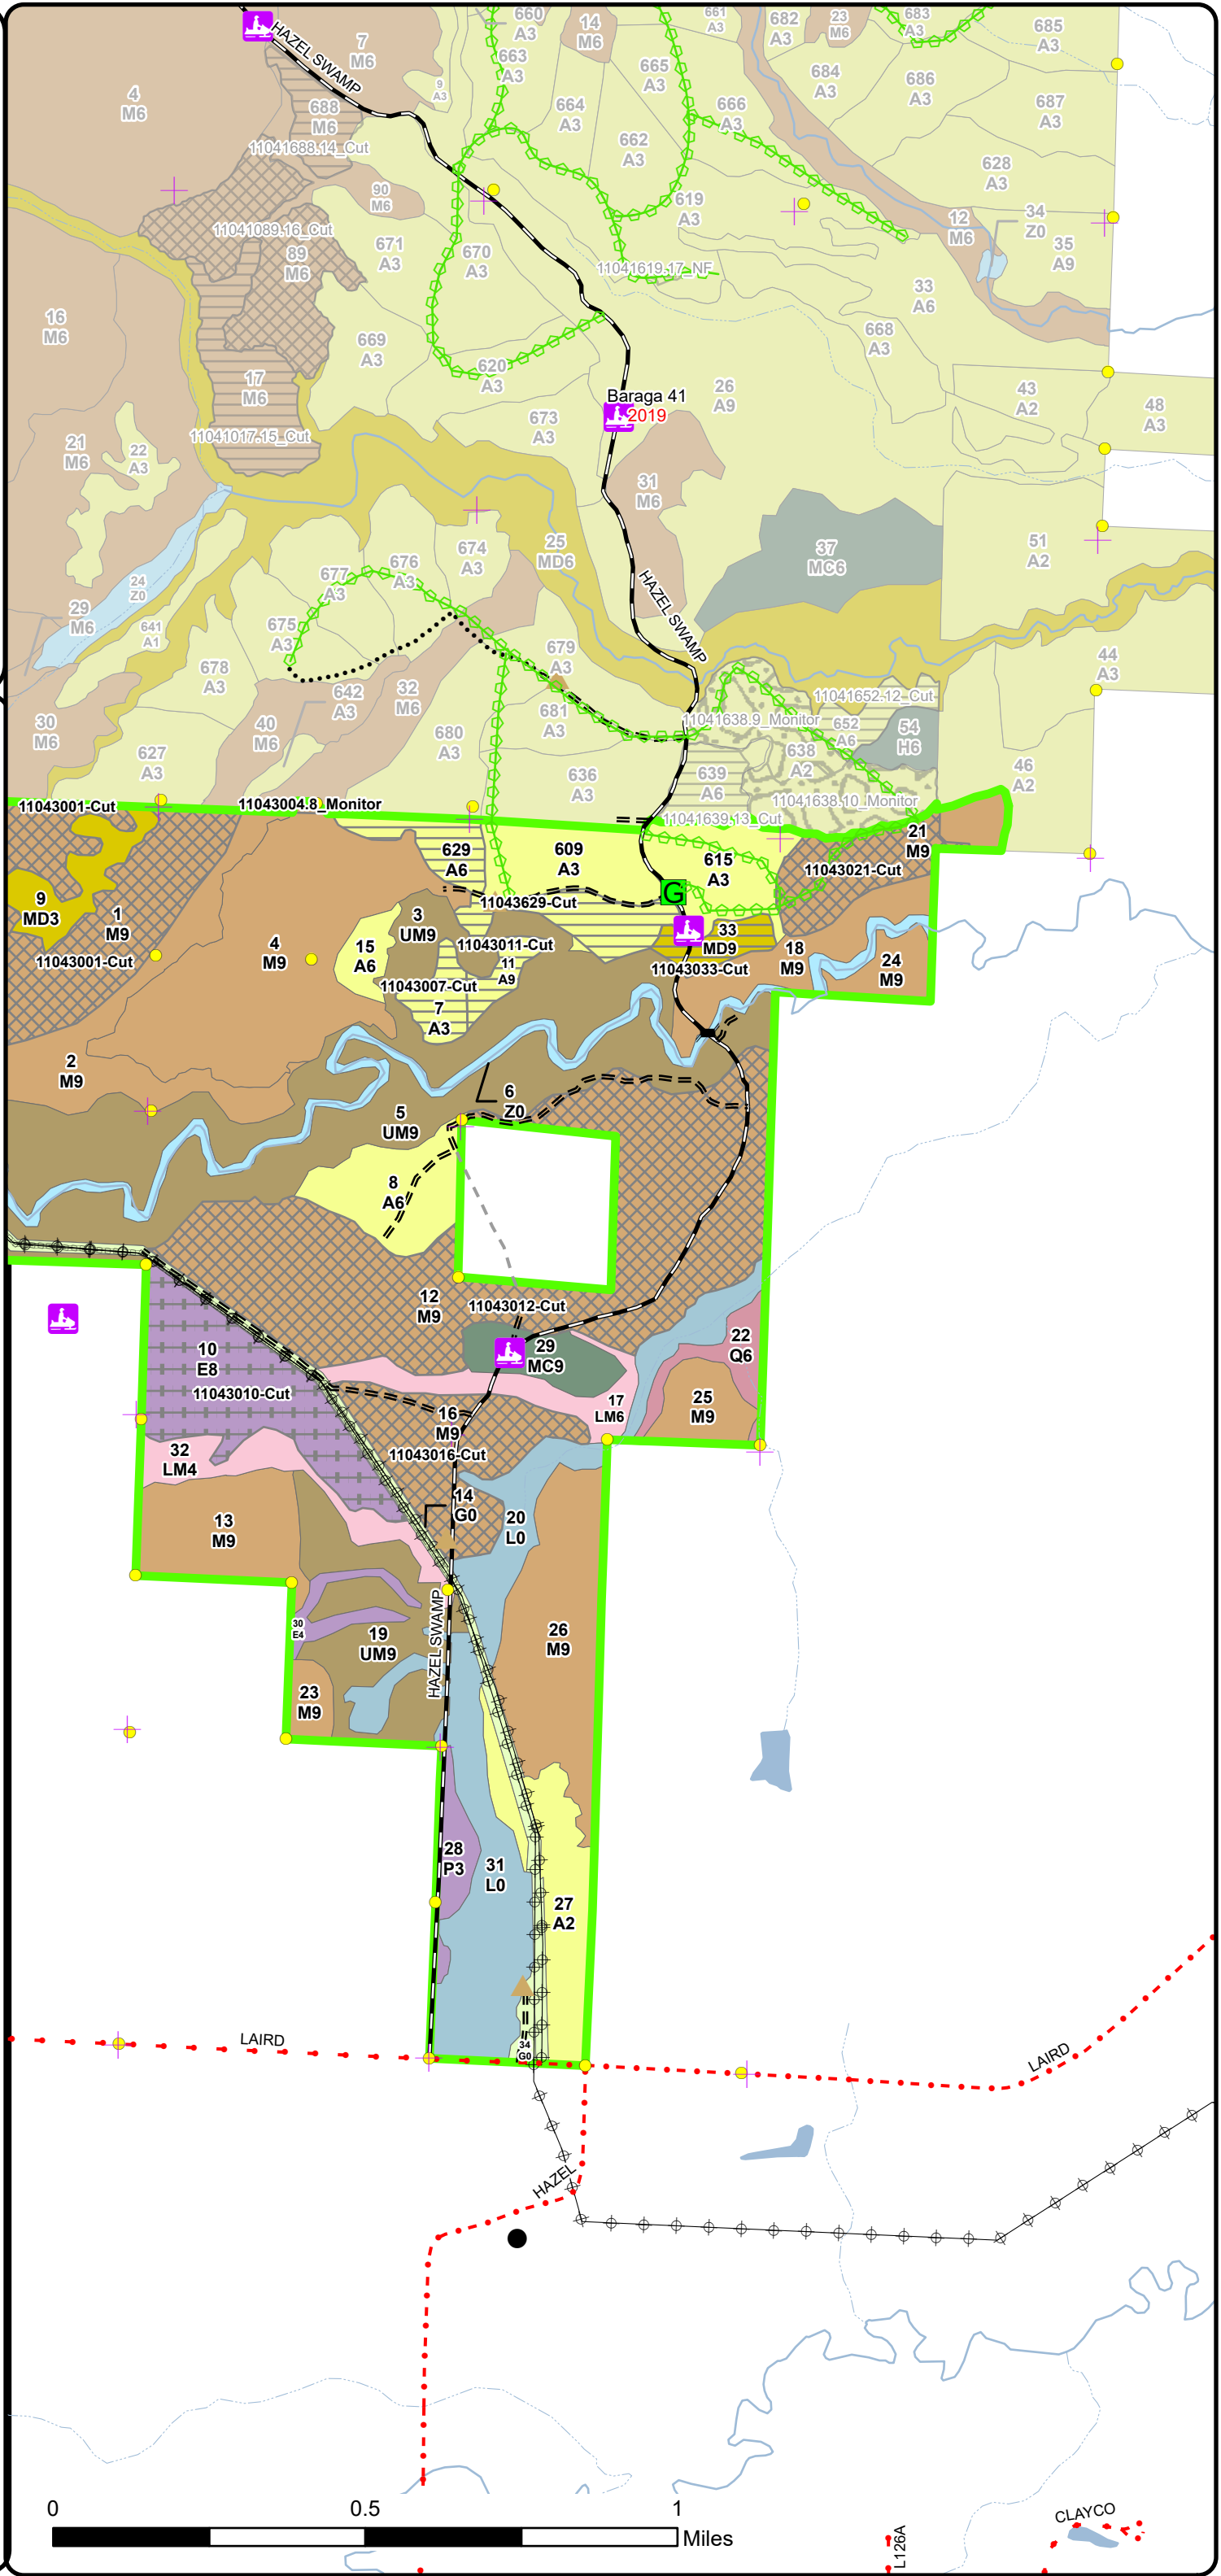 HAZEL SWAMP
7
M6
660
A3
14
M6
661
A3
682
A3
23
M6
683
A3
685
A3
4
M6
9
A3
663
A3
665
A3
684
A3
686
A3
688
M6
664
A3
666
A3
687
A3
11041688.14_Cut
662
A3
628
A3
90
M6
619
A3
12
M6
34
Z0
11041089.16_Cut
89
M6
671
A3
670
A3
35
A9
11041619.17_NF
33
A6
16
M6
669
A3
668
A3
620
A3
17
M6
26
A9
43
A2
48
A3
Baraga 41
2019
673
A3
11041017.15_Cut
21
M6
22
A3
31
M6
25
MD6
37
MC6
51
A2
674
A3
676
A3
677
A3
24
Z0
HAZEL SWAMP
29
M6
641
A1
675
A3
679
A3
44
A3
678
A3
642
A3
32
M6
11041652.12_Cut
681
A3
11041638.9_Monitor
652
A6
54
H6
30
M6
40
M6
680
A3
638
A2
627
A3
636
A3
639
A6
46
A2
11041638.10_Monitor
11043001-Cut
11043004.8_Monitor
11041639.13_Cut
21
M9
629
A6
609
A3
615
A3
11043021-Cut
9
MD3
1
M9
G
11043629-Cut
3
UM9
33
MD9
4
M9
15
A6
11043011-Cut
18
M9
24
M9
11043001-Cut
11
A9
11043033-Cut
11043007-Cut
7
A3
2
M9
6
Z0
5
UM9
8
A6
12
M9
11043012-Cut
10
E8
29
MC9
22
Q6
11043010-Cut
25
M9
17
LM6
16
M9
32
LM4
11043016-Cut
14
G0
20
L0
13
M9
HAZEL SWAMP
30
E4
19
UM9
26
M9
23
M9
28
P3
31
L0
27
A2
34
G0
LAIRD
LAIRD
HAZEL
0
0.5
1
Miles
CLAYCO
L126A